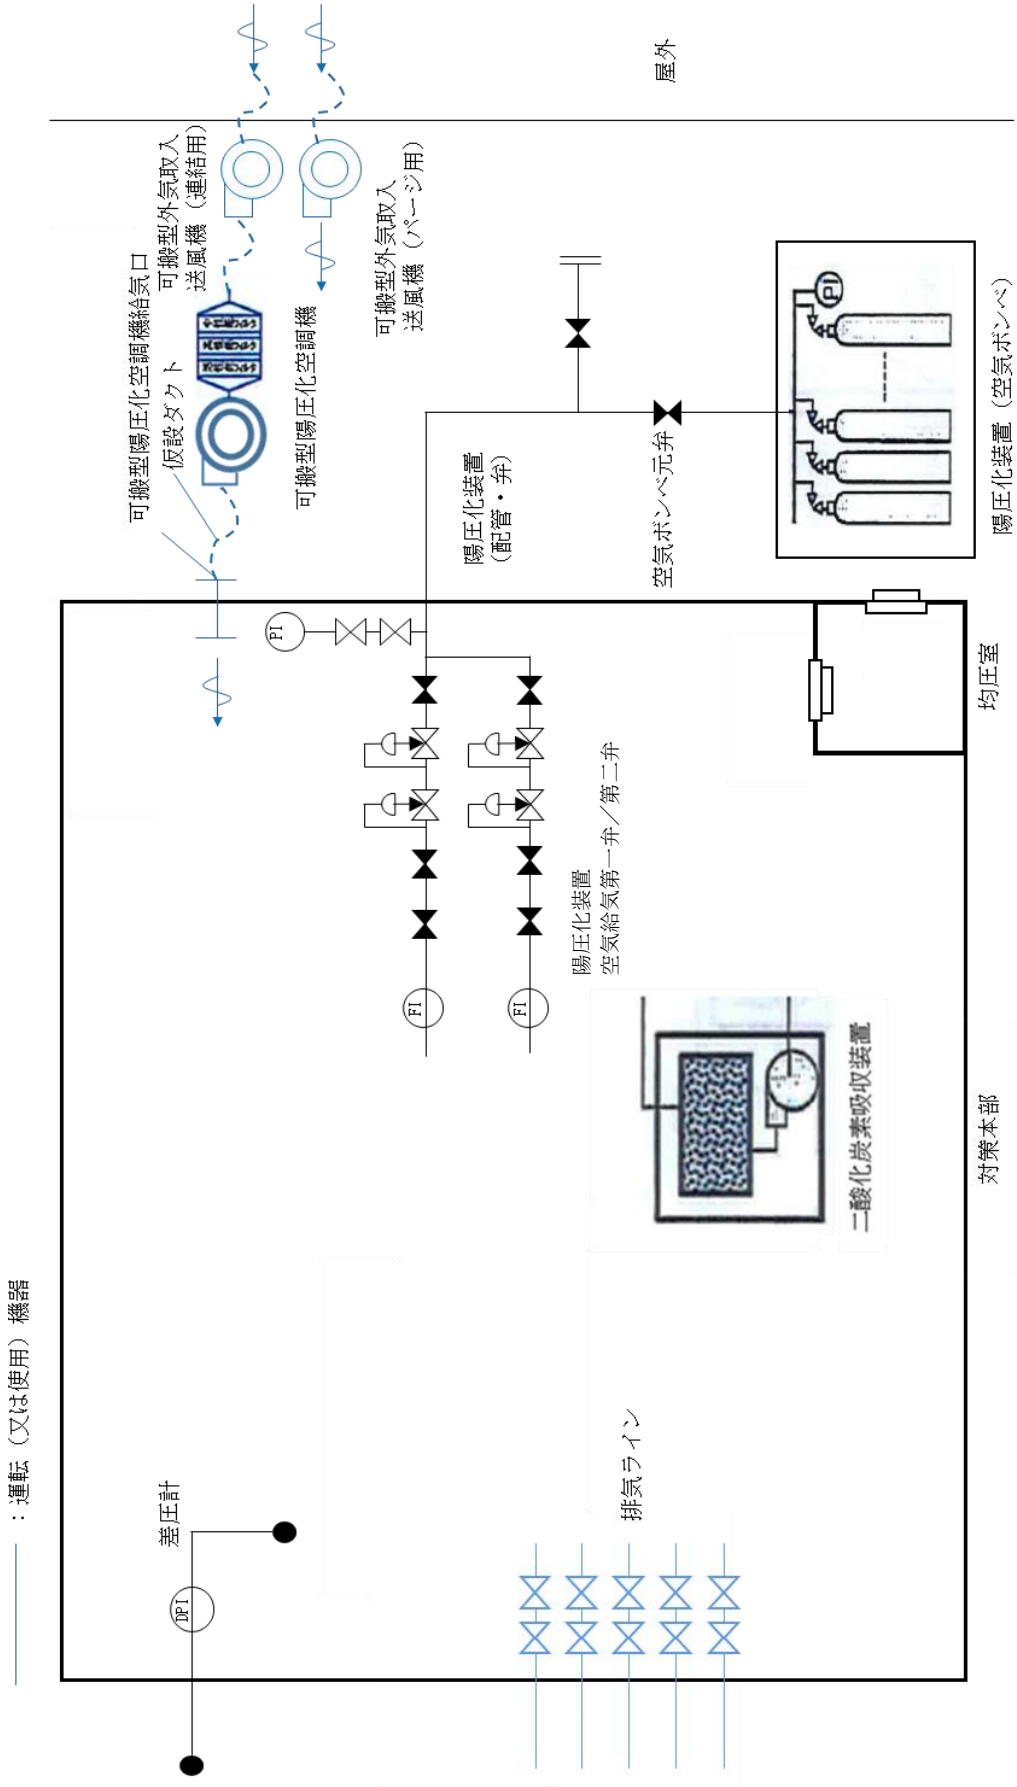 ：運転（又は使用）機器
差圧計
DPI
可搬型陽圧化空調機給気口
仮設ダクト
可搬型外気取入
送風機（連結用）
可搬型陽圧化空調機
可搬型外気取入
送風機（パージ用）
屋外
PI
FI
FI
陽圧化装置
（配管・弁）
陽圧化装置
空気給気第一弁／第二弁
空気ボンベ元弁
PI
陽圧化装置（空気ボンベ）
排気ライン
二酸化炭素吸収装置
均圧室
対策本部